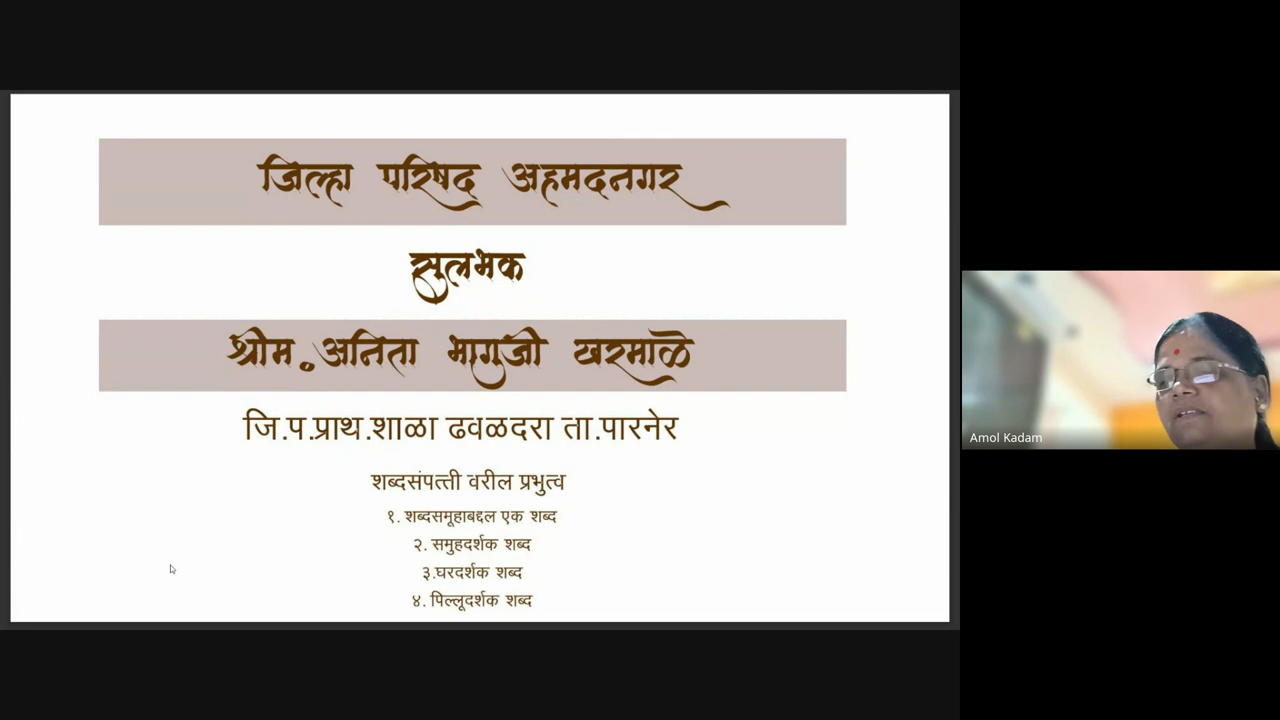 जिल्हा परिषद अहमदनगर
सुलभक
श्रीम.अनिता भागुजी खरमाळे
जि.प.प्राथ.शाळा ढवळदरा ता.पारनेर
शब्दसंपत्ती वरील प्रभुत्व
१. शब्दसमूहाबद्दल एक शब्द
२. समुहदर्शक शब्द
३.घरदर्शक शब्द
४. पिल्लूदर्शक शब्द
Amol Kadam